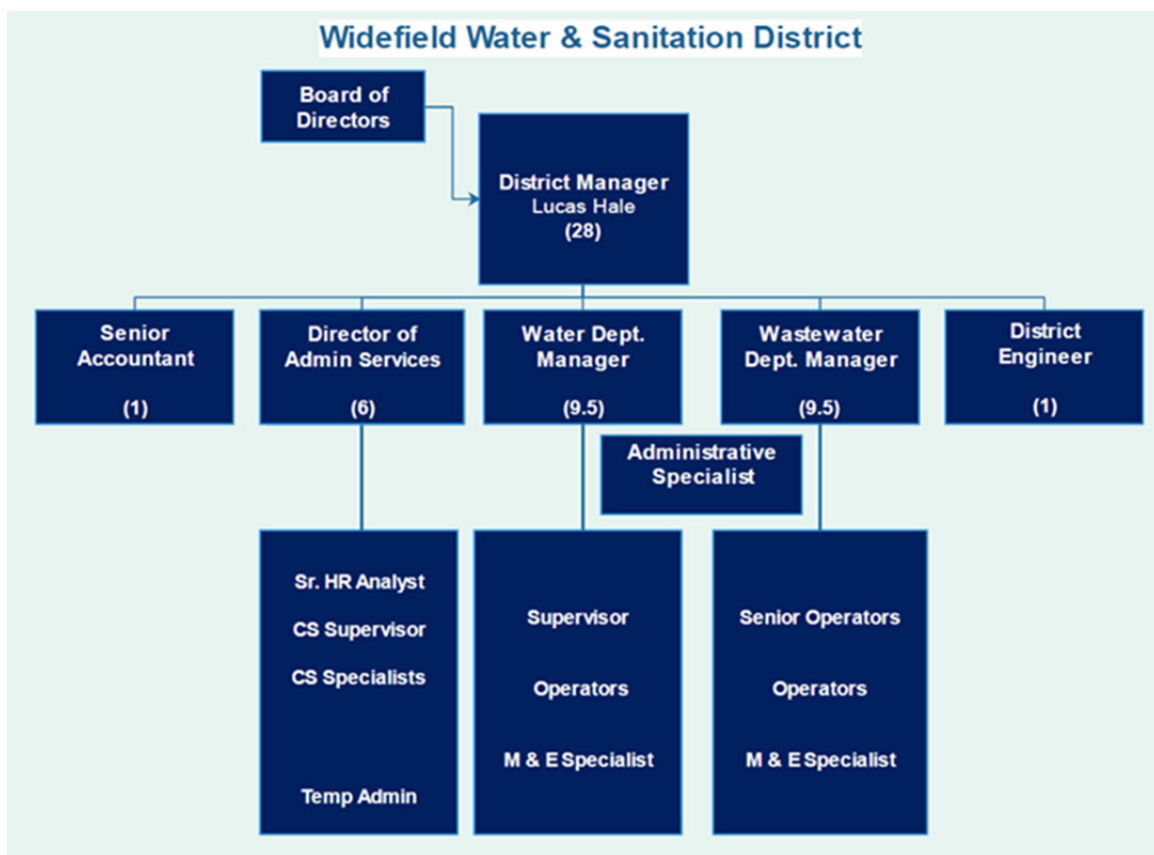 Widefield Water & Sanitation District
Board of
Directors
District Manager
Lucas Hale
(28)
Senior
Accountant
(1)
Director of
Admin Services
(6)
Water Dept.
Manager
(9.5)
Wastewater
Dept. Manager
(9.5)
District
Engineer
(1)
Administrative
Specialist
Sr. HR Analyst
CS Supervisor
CS Specialists
Temp Admin
Supervisor
Operators
M & E Specialist
Senior Operators
Operators
M & E Specialist